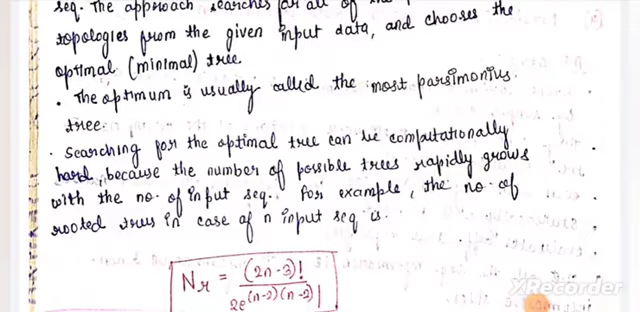 seq. The approach searches for all of the
topologies from the given input data, and chooses the
optimal (minimal) tree.
• The optimum is usually called the most parsimonius
tree.
• Searching for the optimal tree can be computationally
hard, because the number of possible trees rapidly grows
with the no. of input seq. For example, the no. of
rooted trees in case of n input seq is.
Nr = (2n-3)!
2e^(n-2)(n-2)!
XRecorder